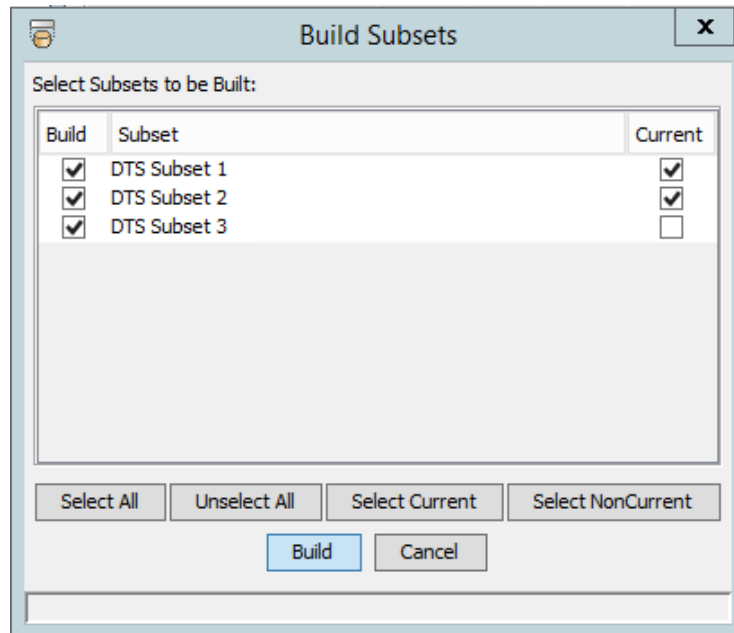 Build Subsets
x
Select Subsets to be Built:
Build Subset Current
DTS Subset 1
DTS Subset 2
DTS Subset 3
Select All Unselect All Select Current Select NonCurrent
Build Cancel